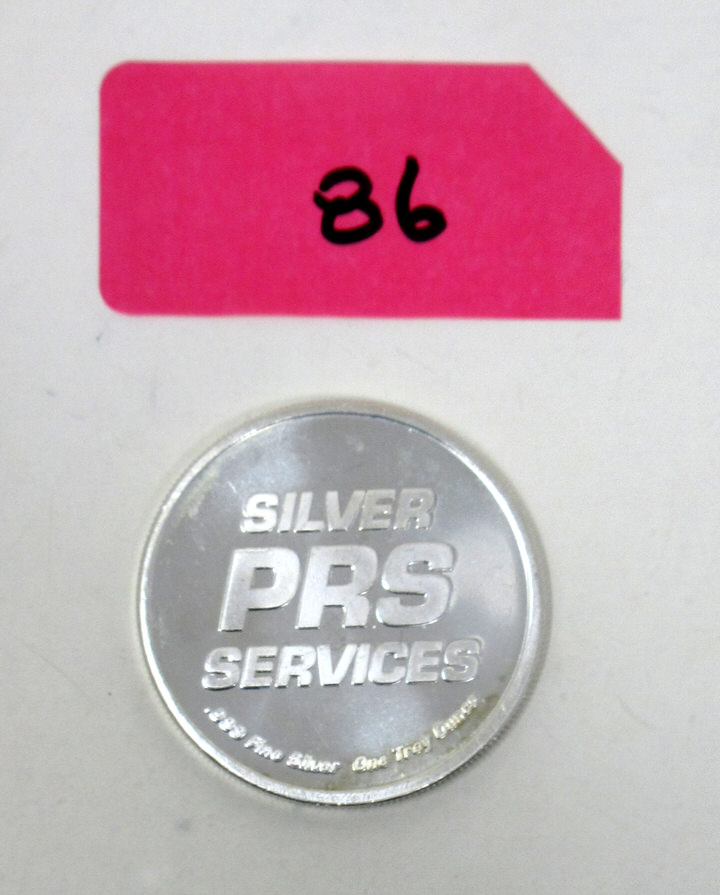 86
SILVER
PRS
SERVICES
.999 Fine Silver One Troy Ounce